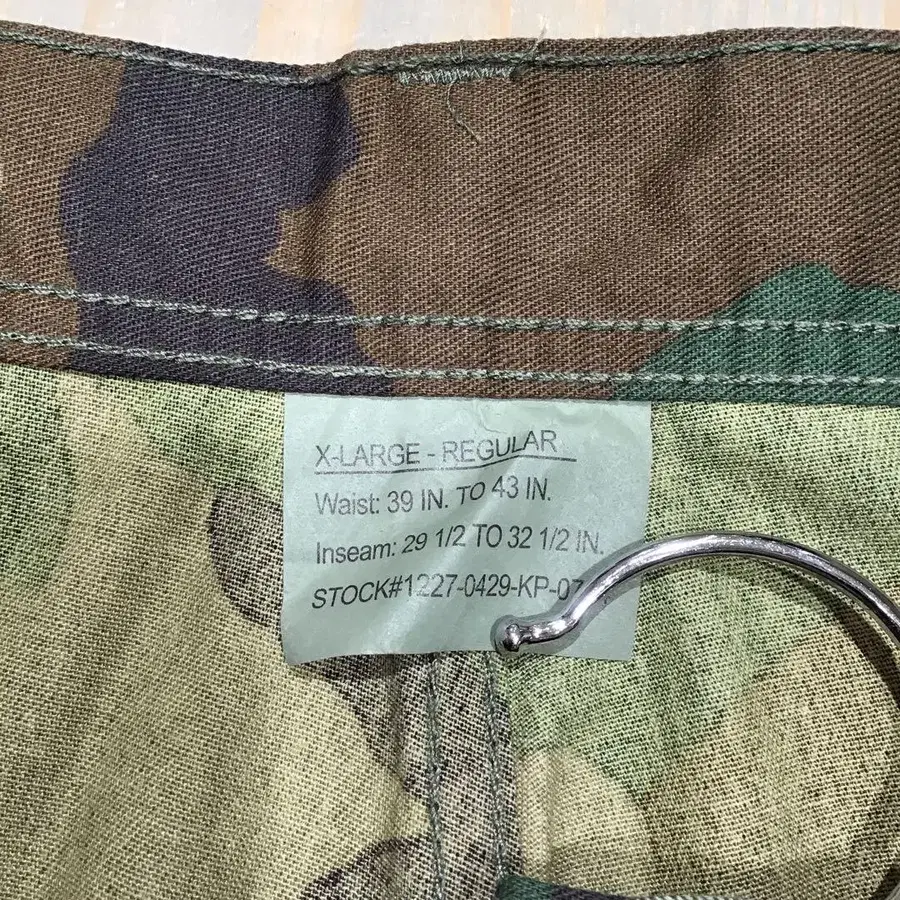 X-LARGE - REGULAR
Waist: 39 IN. TO 43 IN.
Inseam: 29 1/2 TO 32 1/2 IN.
STOCK#1227-0429-KP-07